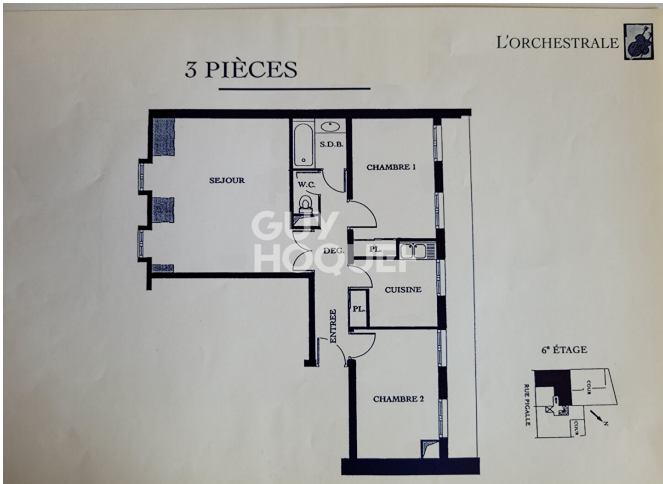 L'ORCHESTRALE
3 PIÈCES
S.D.B.
CHAMBRE 1
SEJOUR
W.C.
GUY
HOQUET
DEG.
PL.
CUISINE
PL.
ENTREE
6e ÉTAGE
CHAMBRE 2
RUE PIGALLE
COUR
COUR
N